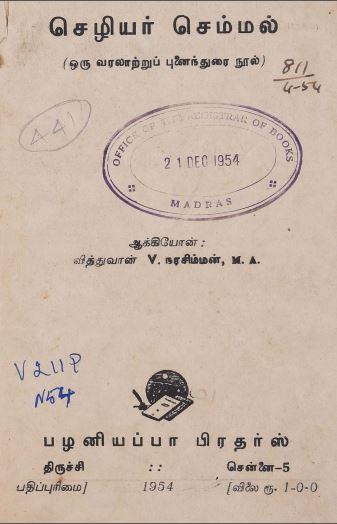 செழியர் செம்மல்
(ஒரு வரலாற்றுப் புனைந்துரை நூல்)
811
4-54
441
OFFICE OF THE REGISTRAR OF BOOKS
21 DEC 1954
MADRAS
ஆக்கியோன் :
வித்துவான் V. நரசிம்மன், M. A.
V211P
N54
பழனியப்பா பிரதர்ஸ்
திருச்சி :: சென்னை-5
பதிப்புரிமை] 1954 [விலை ரூ. 1-0-0